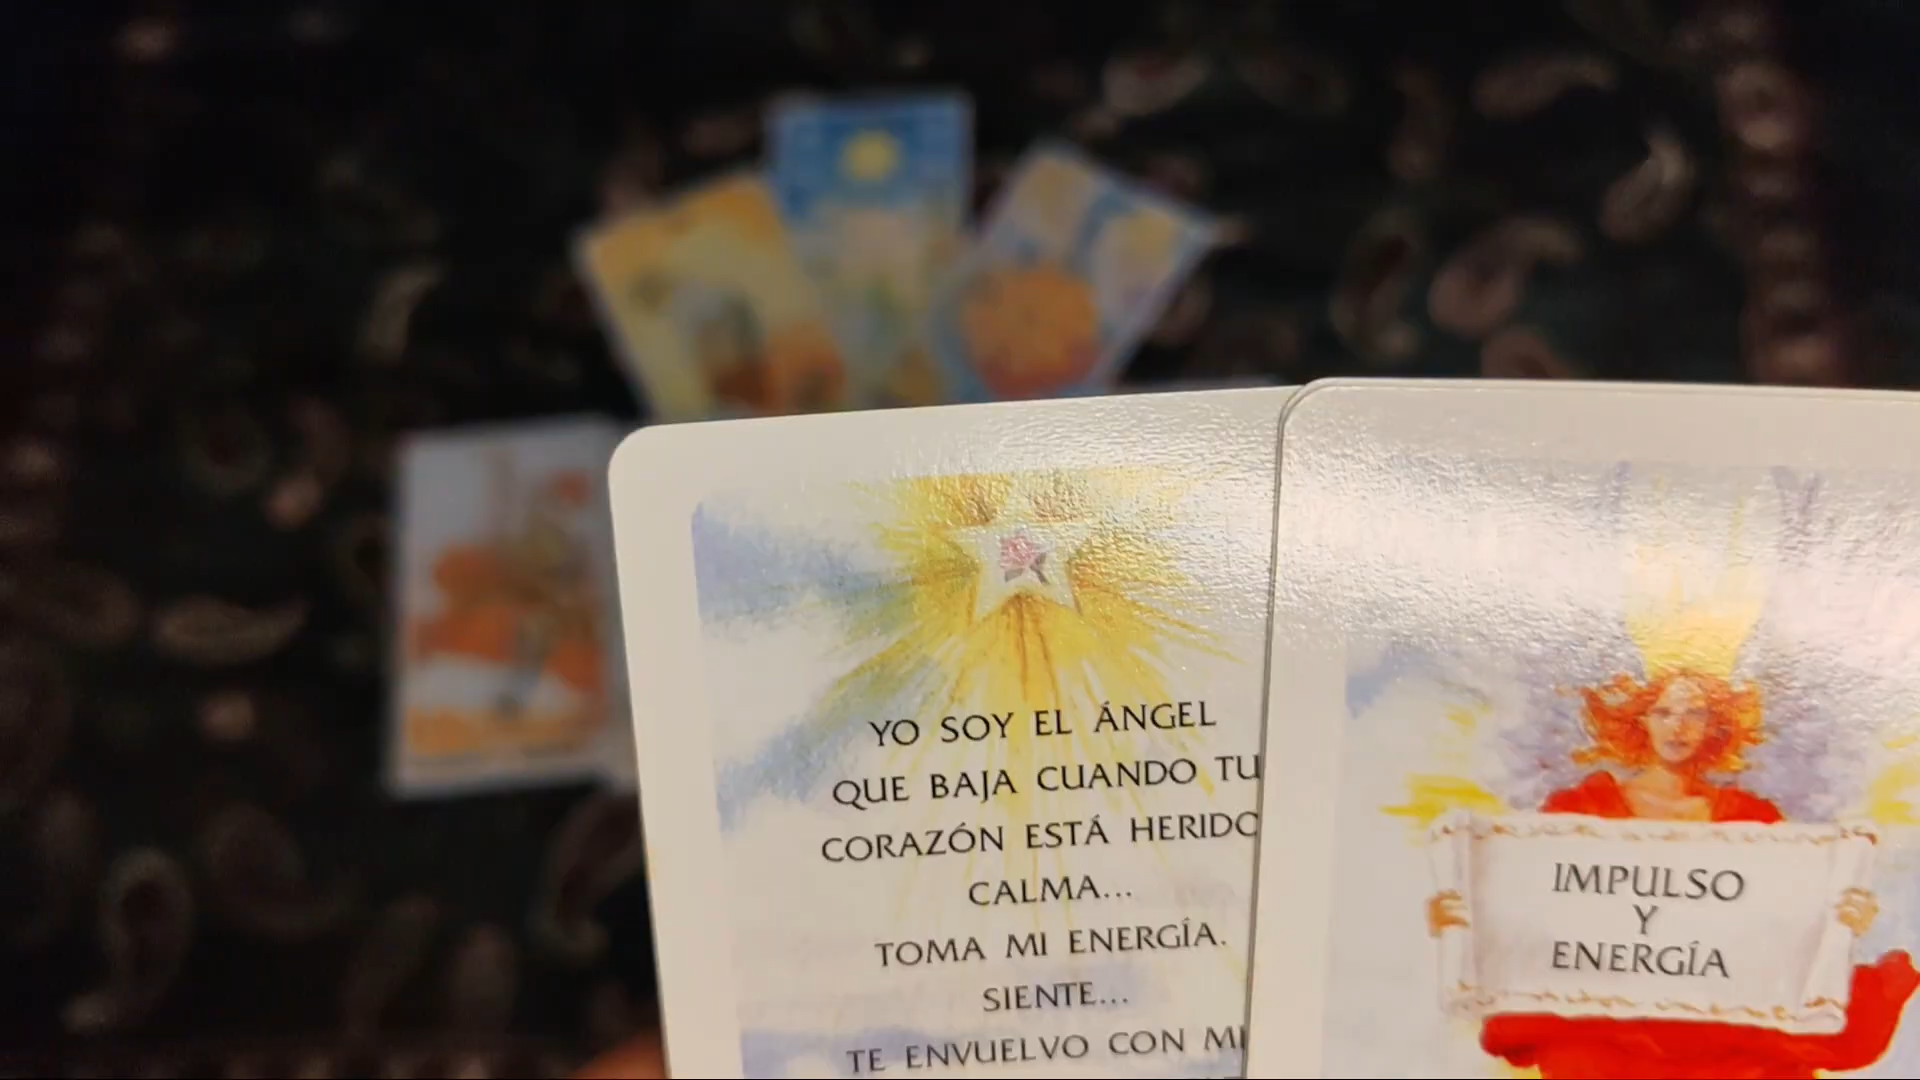 YO SOY EL ÁNGEL
QUE BAJA CUANDO TU
CORAZÓN ESTÁ HERIDO
CALMA...
TOMA MI ENERGÍA.
SIENTE...
TE ENVUELVO CON MI
IMPULSO
Y
ENERGÍA